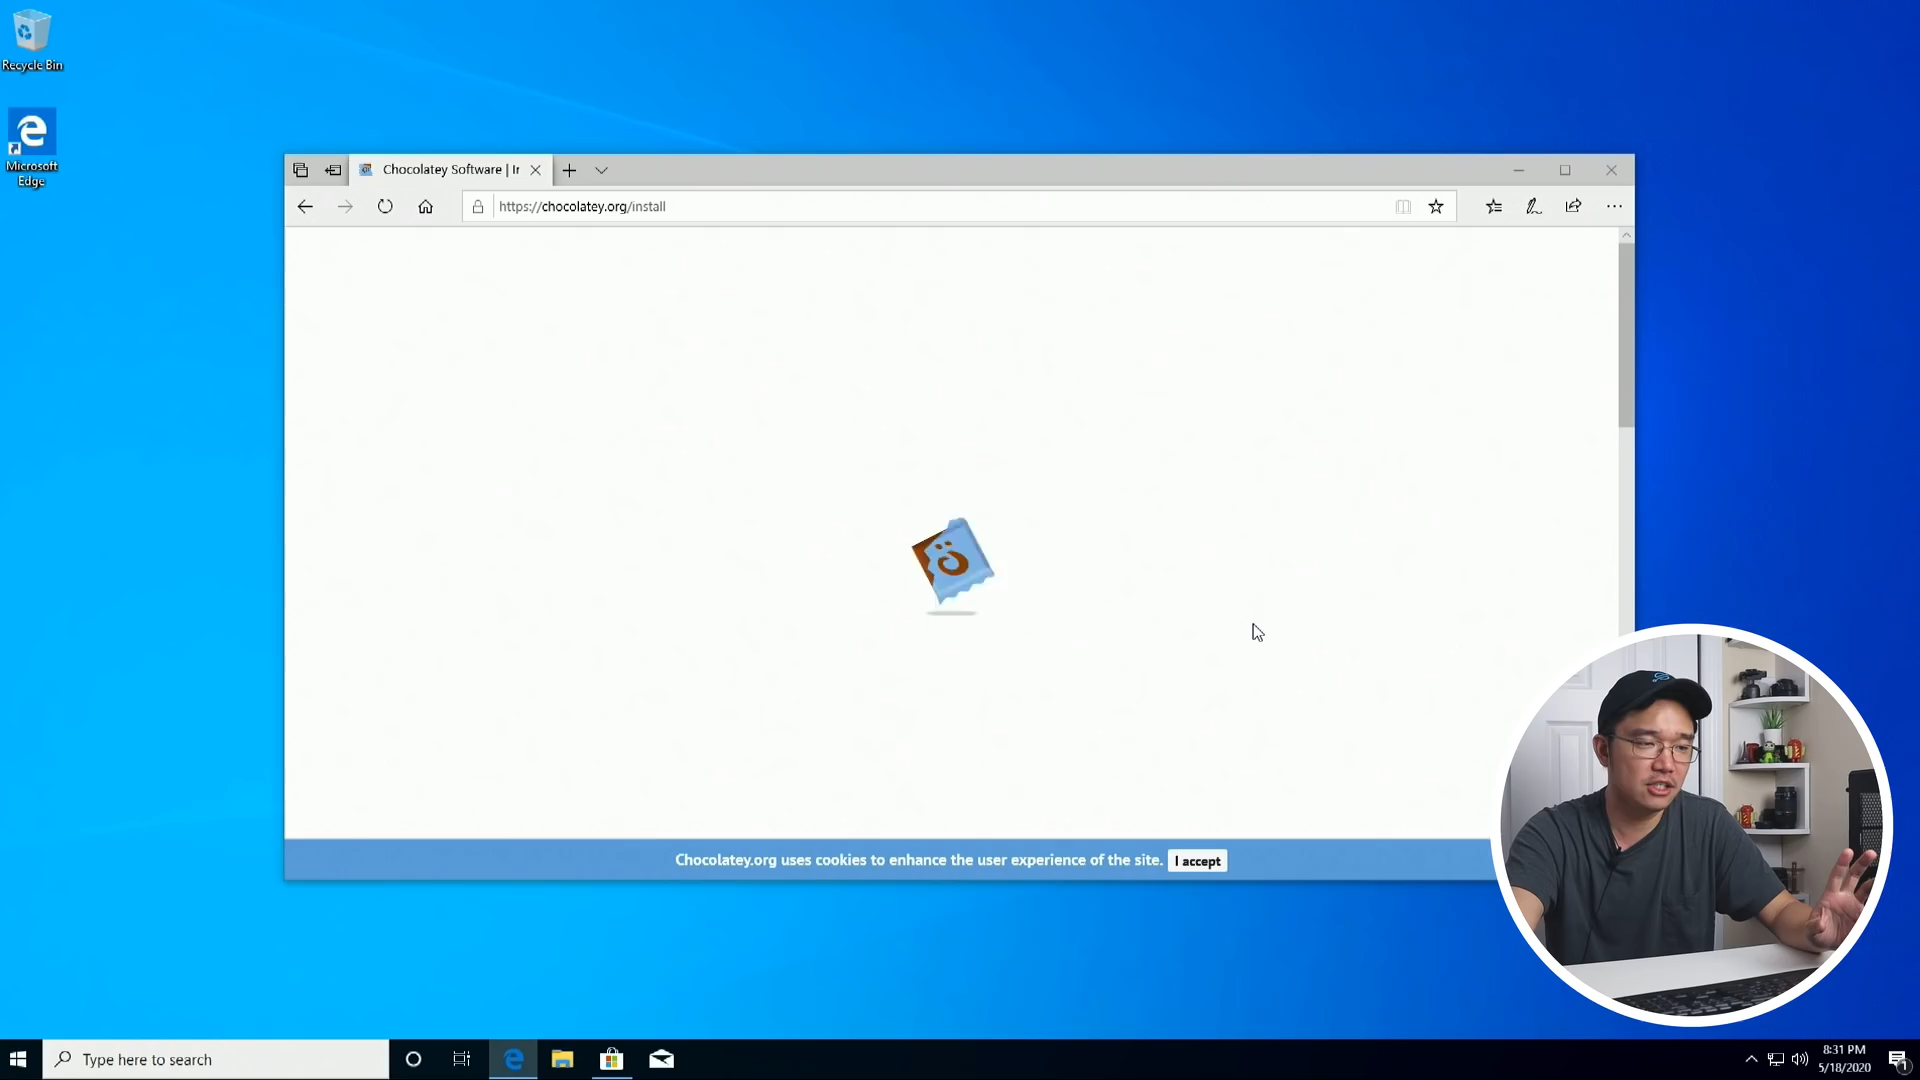 Recycle Bin
Microsoft
Edge
Chocolatey Software | Ir
https://chocolatey.org/install
Chocolatey.org uses cookies to enhance the user experience of the site.
I accept
Type here to search
8:31 PM
5/18/2020
1